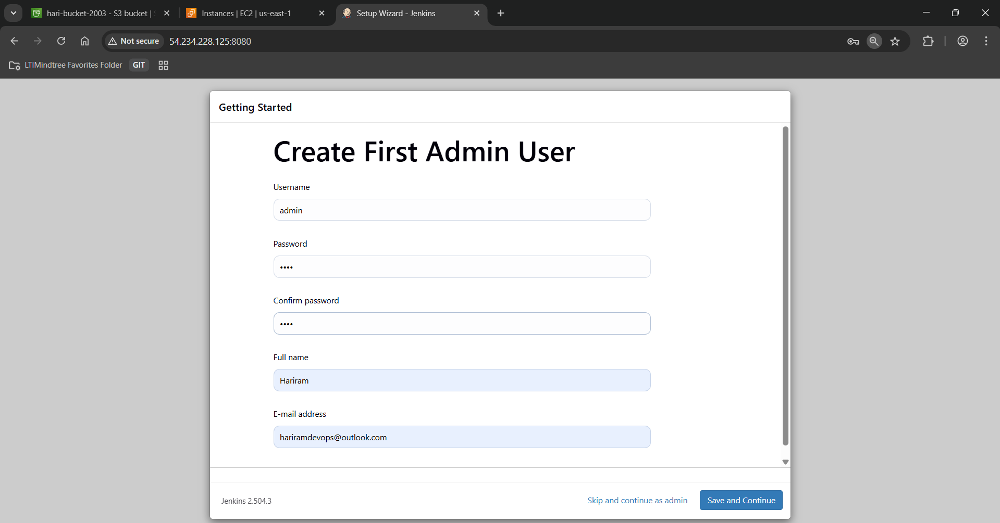 hari-bucket-2003 - S3 bucket |
Instances | EC2 | us-east-1
Setup Wizard - Jenkins
Not secure
54.234.228.125:8080
LTIMindtree Favorites Folder
GIT
Getting Started
Create First Admin User
Username
admin
Password
••••
Confirm password
••••
Full name
Hariram
E-mail address
hariramdevops@outlook.com
Jenkins 2.504.3
Skip and continue as admin
Save and Continue